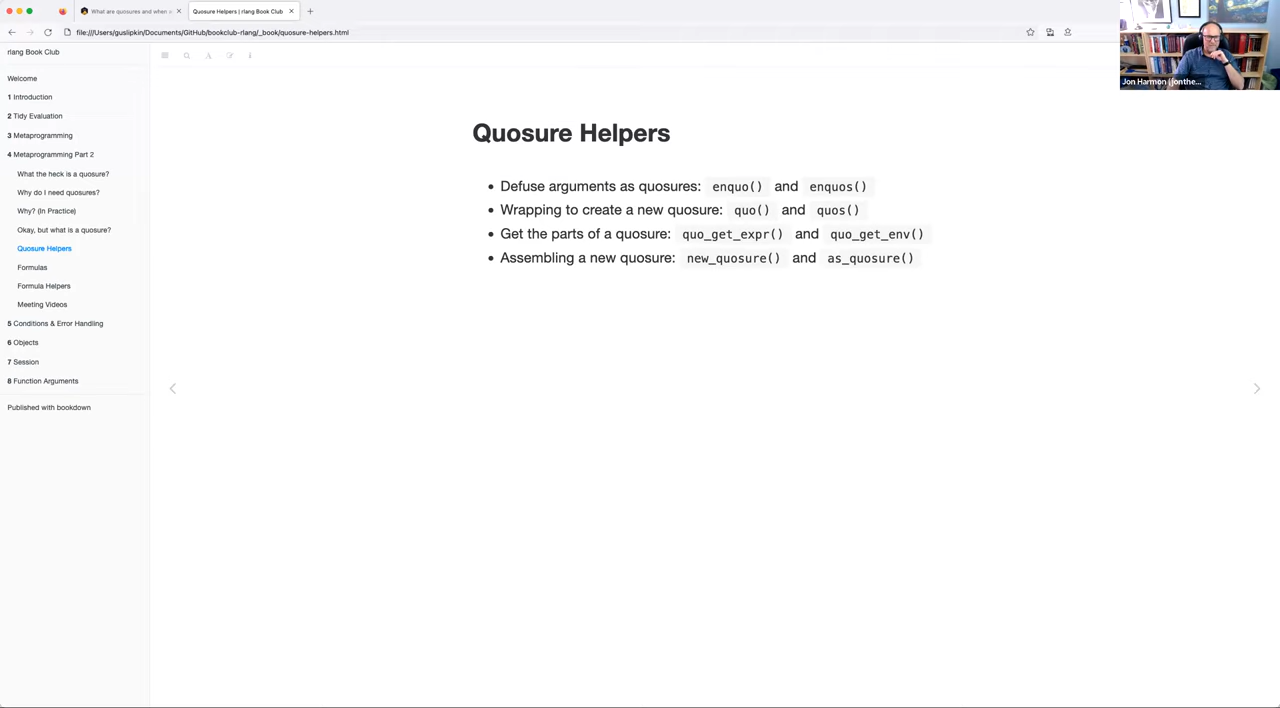 What are quosures and when
Quosure Helpers | rlang Book Club
file:///Users/guslipkin/Documents/GitHub/bookclub-rlang/_book/quosure-helpers.html
rlang Book Club
Welcome
1 Introduction
2 Tidy Evaluation
3 Metaprogramming
4 Metaprogramming Part 2
What the heck is a quosure?
Why do I need quosures?
Why? (In Practice)
Okay, but what is a quosure?
Quosure Helpers
Formulas
Formula Helpers
Meeting Videos
5 Conditions & Error Handling
6 Objects
7 Session
8 Function Arguments
Published with bookdown
Quosure Helpers
• Defuse arguments as quosures: enquo() and enquos()
• Wrapping to create a new quosure: quo() and quos()
• Get the parts of a quosure: quo_get_expr() and quo_get_env()
• Assembling a new quosure: new_quosure() and as_quosure()
Jon Harmon (jonthe...